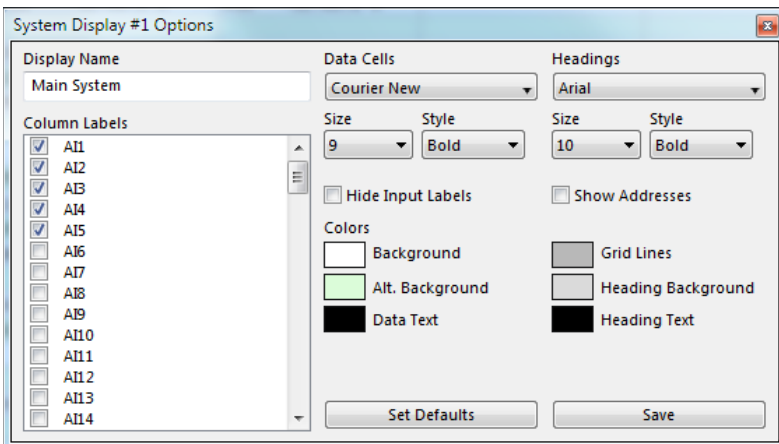 System Display #1 Options
Display Name
Main System
Column Labels
AI1
AI2
AI3
AI4
AI5
AI6
AI7
AI8
AI9
AI10
AI11
AI12
AI13
AI14
Data Cells
Courier New
Size Style
9 Bold
Hide Input Labels
Headings
Arial
Size Style
10 Bold
Show Addresses
Colors
Background
Alt. Background
Data Text
Grid Lines
Heading Background
Heading Text
Set Defaults
Save